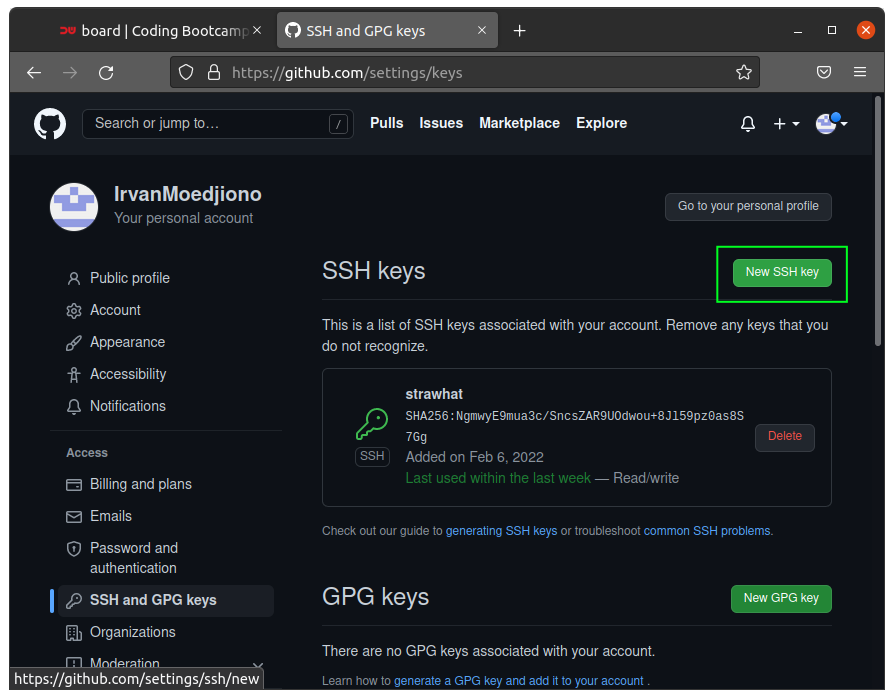 board | Coding Bootcamp
SSH and GPG keys
https://github.com/settings/keys
Search or jump to…
/
Pulls
Issues
Marketplace
Explore
IrvanMoedjiono
Your personal account
Go to your personal profile
Public profile
Account
Appearance
Accessibility
Notifications
Access
Billing and plans
Emails
Password and
authentication
SSH and GPG keys
Organizations
Moderation
SSH keys
New SSH key
This is a list of SSH keys associated with your account. Remove any keys that you
do not recognize.
strawhat
SHA256:NgmwyE9mua3c/SncsZAR9UOdwou+8Jl59pz0as8S
7Gg
SSH
Added on Feb 6, 2022
Last used within the last week — Read/write
Delete
Check out our guide to generating SSH keys or troubleshoot common SSH problems.
GPG keys
New GPG key
There are no GPG keys associated with your account.
Learn how to generate a GPG key and add it to your account .
https://github.com/settings/ssh/new